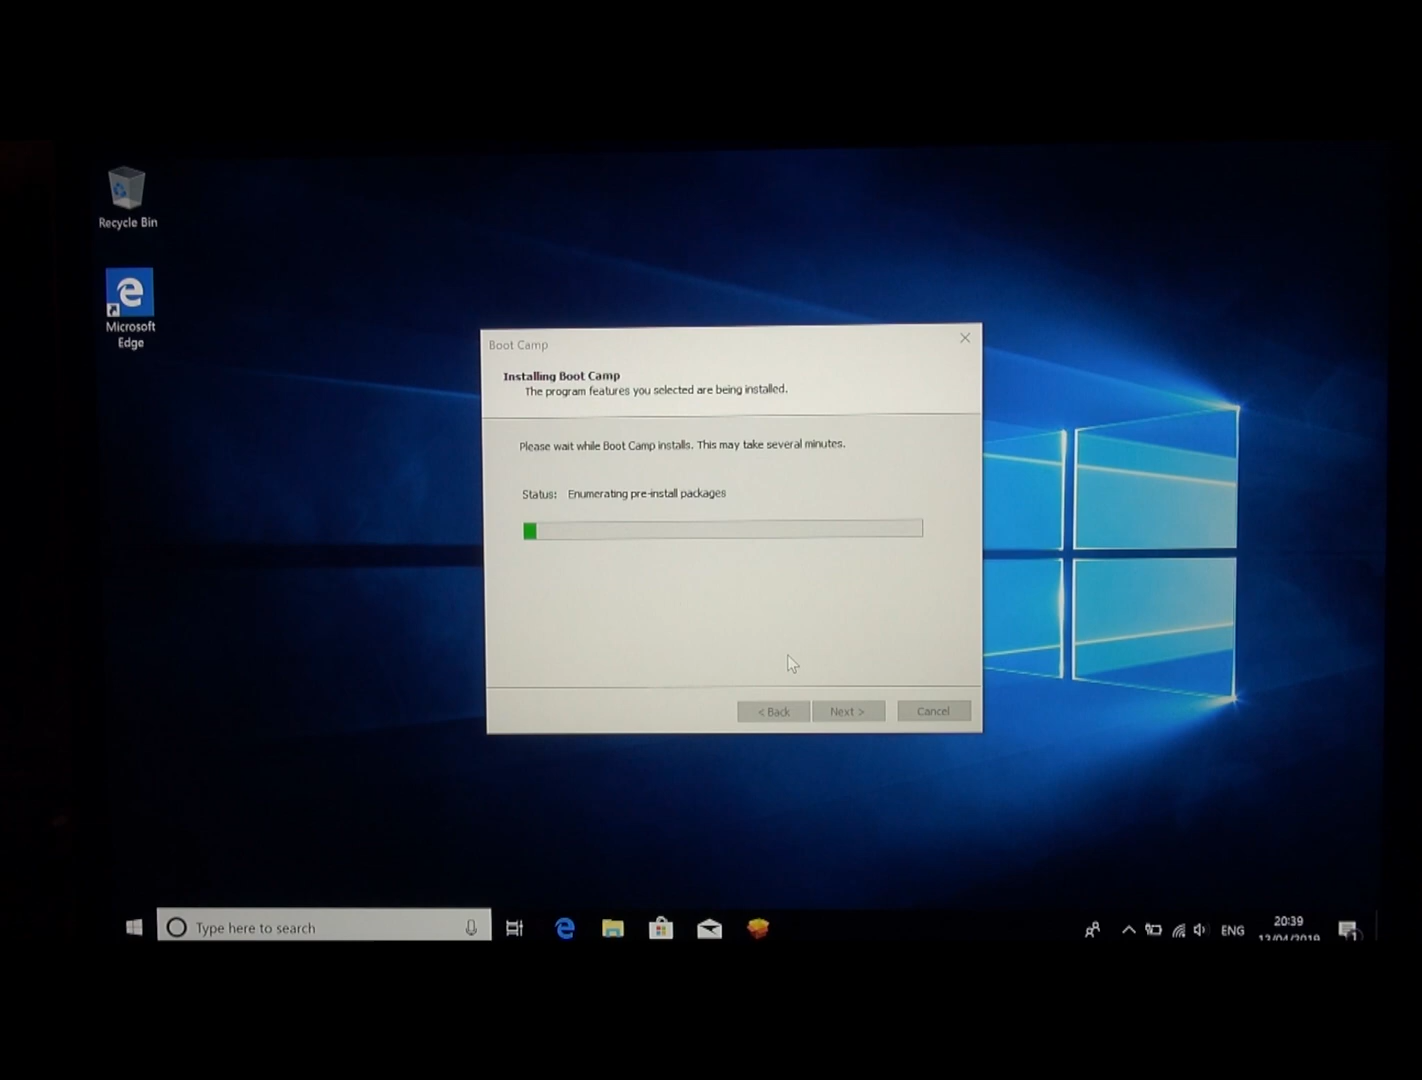 Recycle Bin
Microsoft
Edge
Boot Camp
Installing Boot Camp
The program features you selected are being installed.
Please wait while Boot Camp installs. This may take several minutes.
Status: Enumerating pre-install packages
< Back Next > Cancel
Type here to search
ENG
20:39